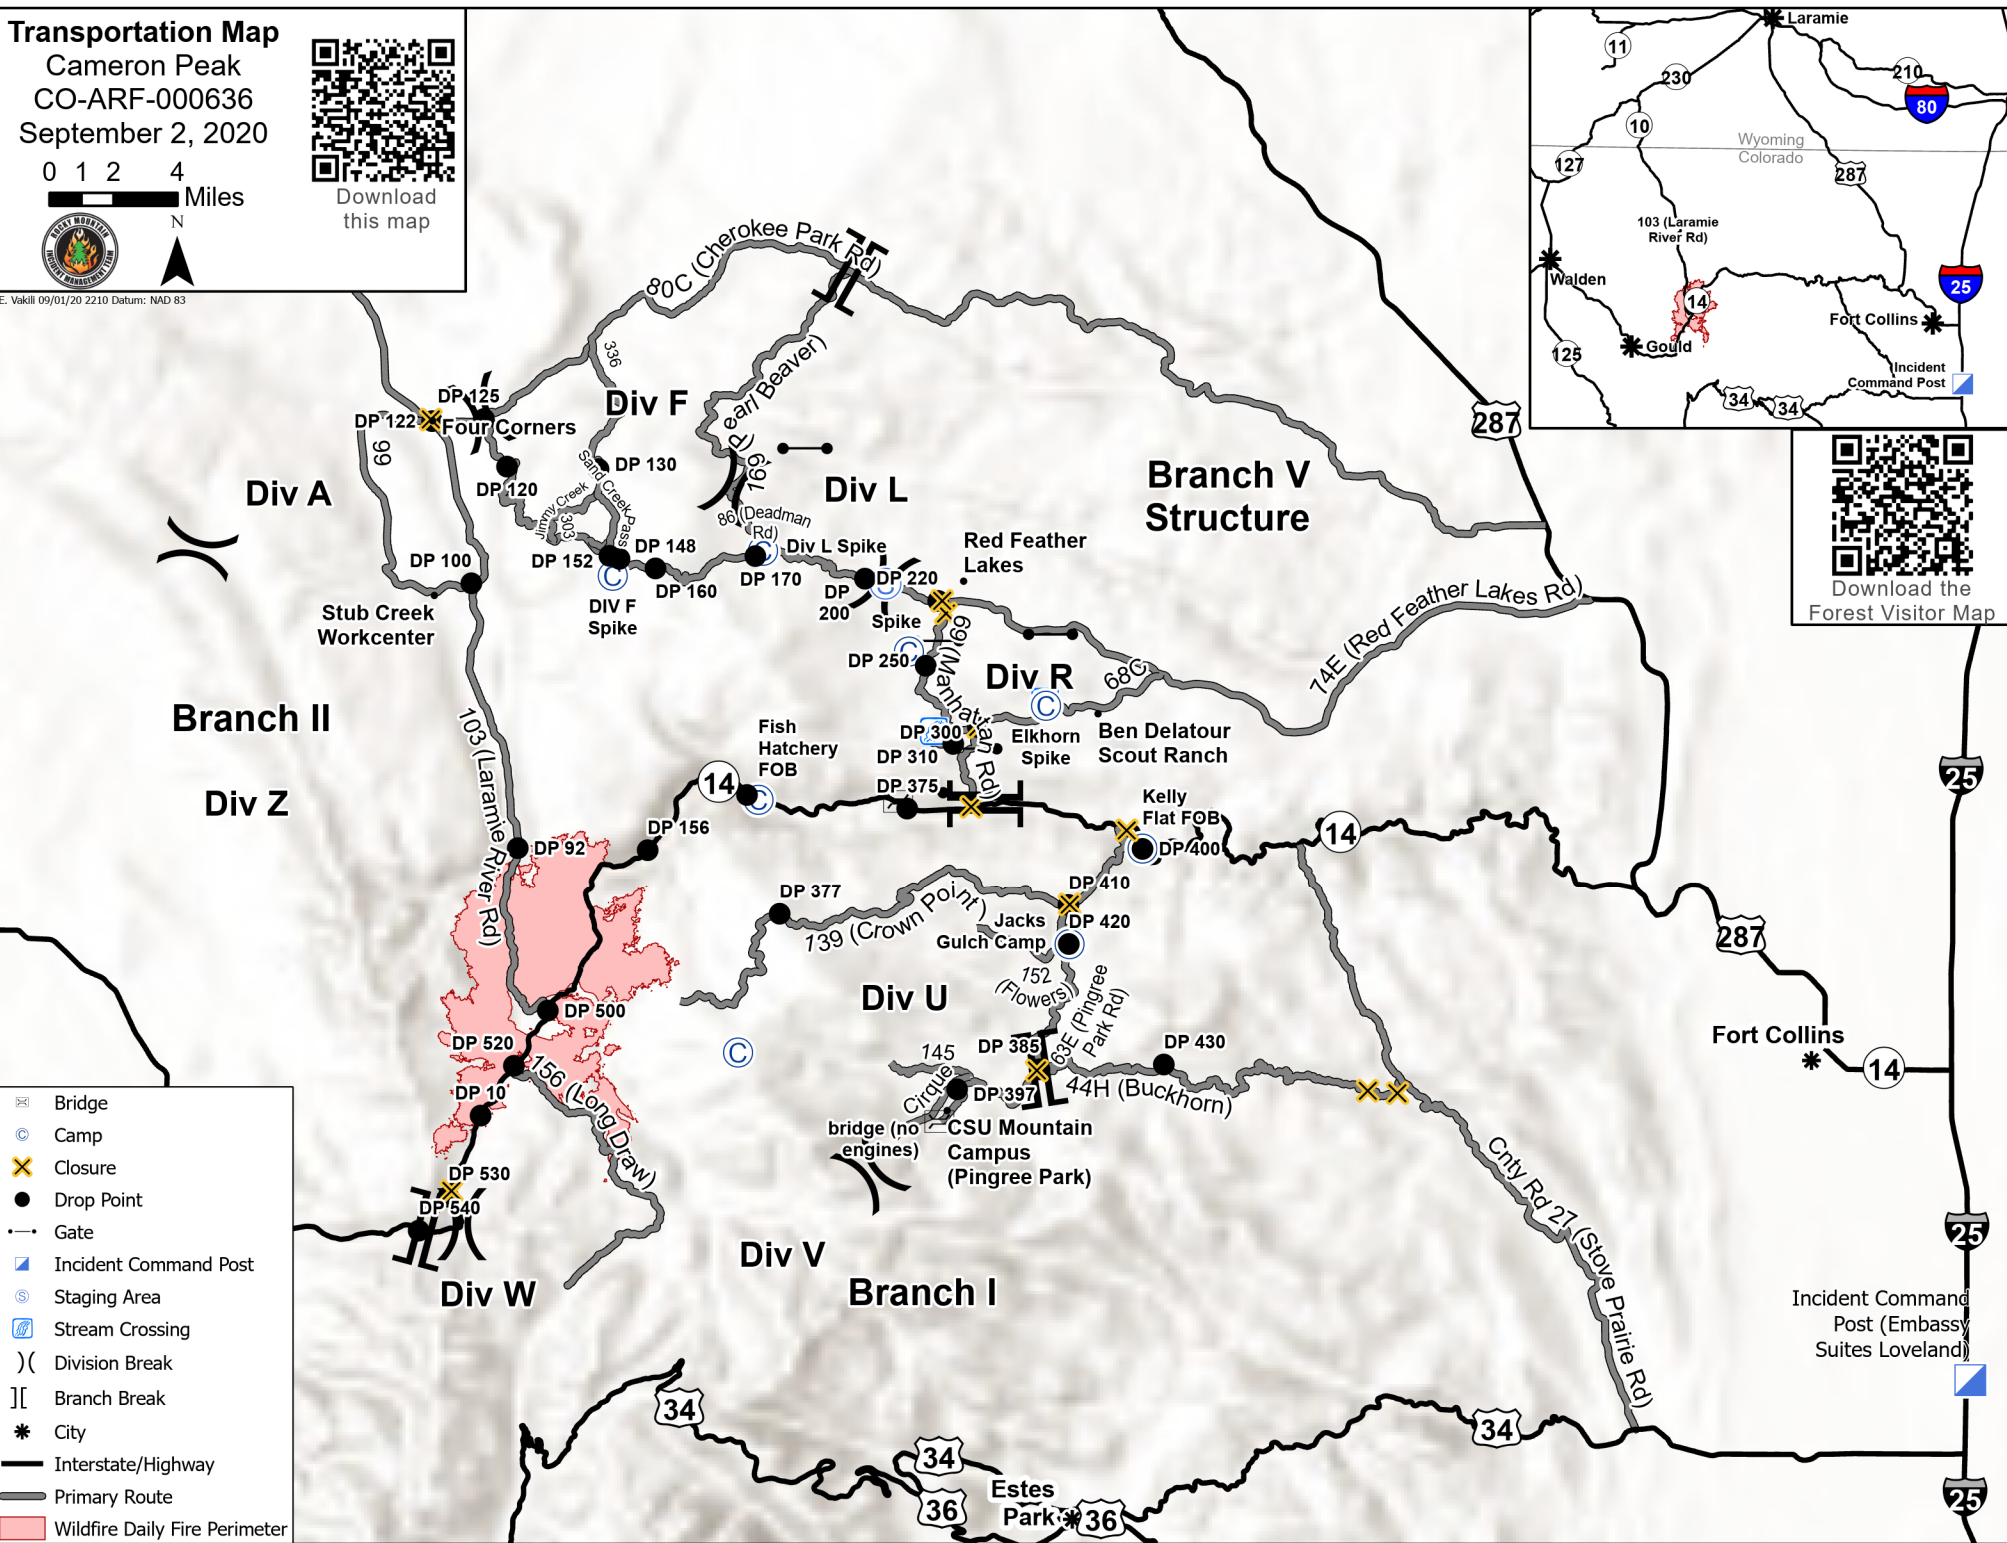 Transportation Map
Cameron Peak
CO-ARF-000636
September 2, 2020
0 1 2 4
Miles
N
ROCKY MOUNTAIN
INCIDENT MANAGEMENT TEAM
Download
this map
E. Vakili 09/01/20 2210 Datum: NAD 83
Laramie
11
230
210
80
10
Wyoming
Colorado
127
287
103 (Laramie
River Rd)
Walden
25
14
Fort Collins
Gould
125
Incident
Command Post
34
34
Download the
Forest Visitor Map
80C (Cherokee Park Rd)
336
287
DP 125
DP 122
Four Corners
99
Div F
169 (Pearl Beaver)
DP 130
Sand Creek Pass
DP 120
Jimmy Creek
303
Div A
Div L
Branch V
Structure
86 (Deadman
Rd)
DP 100
DP 152
DP 148
Div L Spike
Red Feather
Lakes
DP 160
DP 170
DP 220
DP
200
DIV F
Spike
Spike
Stub Creek
Workcenter
69 (Manhattan Rd)
DP 250
Div R
68C
74E (Red Feather Lakes Rd)
Branch II
103 (Laramie River Rd)
Fish
Hatchery
FOB
DP 300
DP 310
Elkhorn
Spike
Ben Delatour
Scout Ranch
14
DP 375
Kelly
Flat FOB
25
Div Z
DP 156
DP 92
DP 400
14
DP 377
DP 410
139 (Crown Point)
Jacks
Gulch Camp
DP 420
287
152
(Flowers)
63E (Pingree
Park Rd)
Div U
DP 500
DP 520
DP 385
DP 430
Fort Collins
14
145
Cirque
DP 397
44H (Buckhorn)
156 (Long Draw)
DP 10
bridge (no
engines)
CSU Mountain
Campus
(Pingree Park)
DP 530
DP 540
Cnty Rd 27 (Stove Prairie Rd)
25
Div V
Div W
Branch I
Incident Command
Post (Embassy
Suites Loveland)
34
34
34
36
Estes
Park
36
25
Bridge
C Camp
Closure
Drop Point
Gate
Incident Command Post
S Staging Area
Stream Crossing
)( Division Break
][ Branch Break
City
Interstate/Highway
Primary Route
Wildfire Daily Fire Perimeter